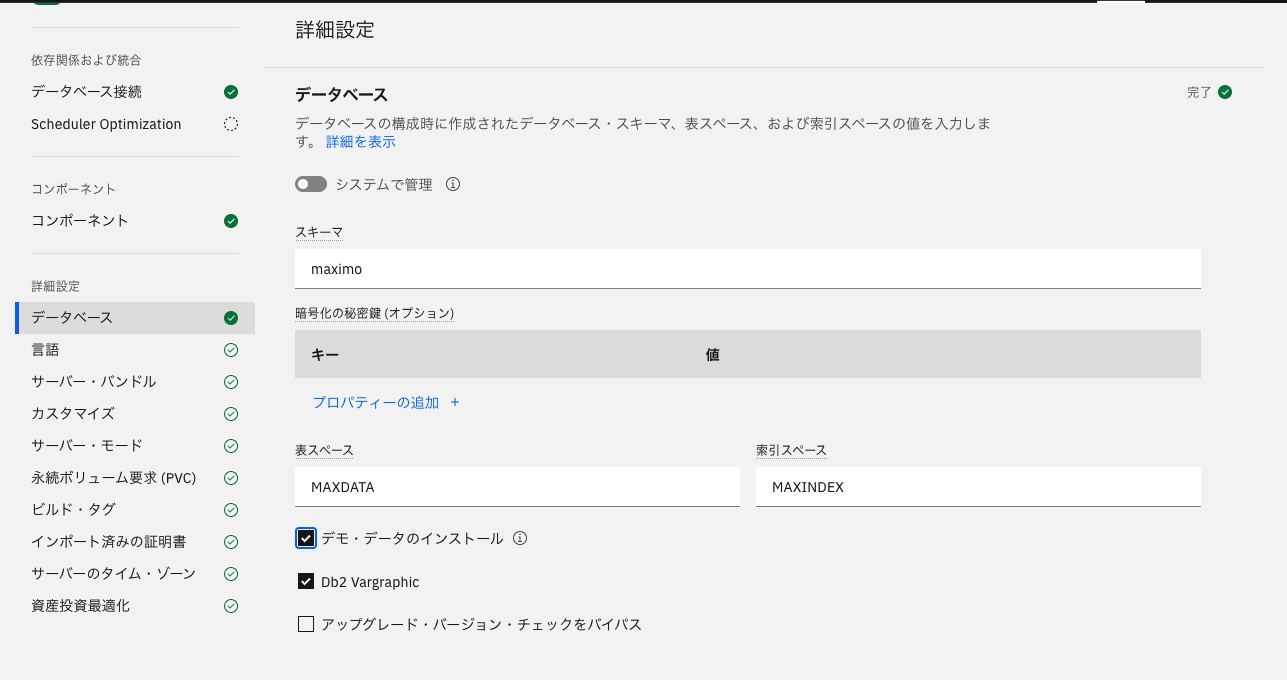 依存関係および統合
データベース接続
Scheduler Optimization
コンポーネント
コンポーネント
詳細設定
データベース
言語
サーバー・バンドル
カスタマイズ
サーバー・モード
永続ボリューム要求 (PVC)
ビルド・タグ
インポート済みの証明書
サーバーのタイム・ゾーン
資産投資最適化
詳細設定
データベース
完了
データベースの構成時に作成されたデータベース・スキーマ、表スペース、および索引スペースの値を入力しま
す。 詳細を表示
システムで管理
スキーマ
maximo
暗号化の秘密鍵 (オプション)
キー 値
プロパティーの追加 +
表スペース 索引スペース
MAXDATA MAXINDEX
デモ・データのインストール
Db2 Vargraphic
アップグレード・バージョン・チェックをバイパス